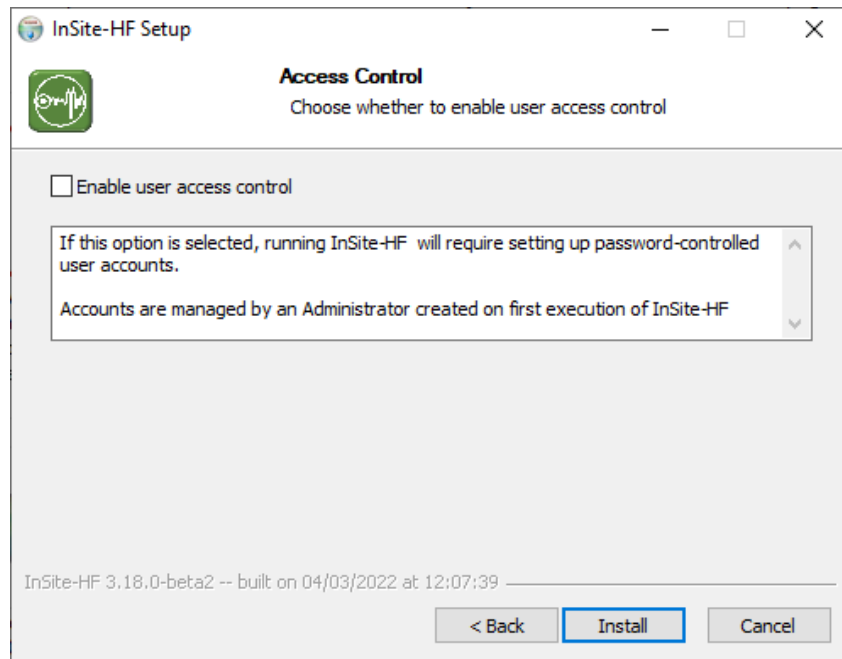 InSite-HF Setup
Access Control
Choose whether to enable user access control
Enable user access control
If this option is selected, running InSite-HF  will require setting up password-controlled
user accounts.
Accounts are managed by an Administrator created on first execution of InSite-HF
InSite-HF 3.18.0-beta2 -- built on 04/03/2022 at 12:07:39
< Back
Install
Cancel